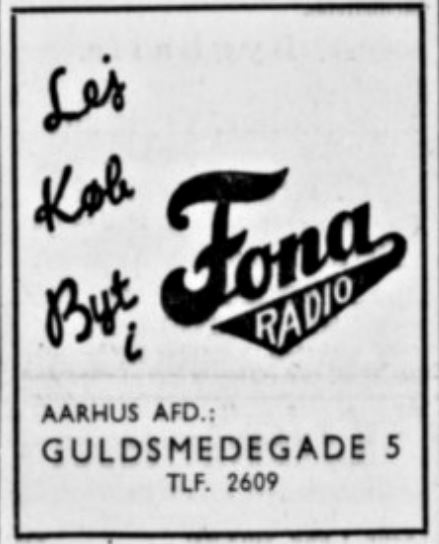 Lej
Køb
Byt
i
Fona
RADIO
AARHUS AFD.:
GULDSMEDEGADE 5
TLF. 2609